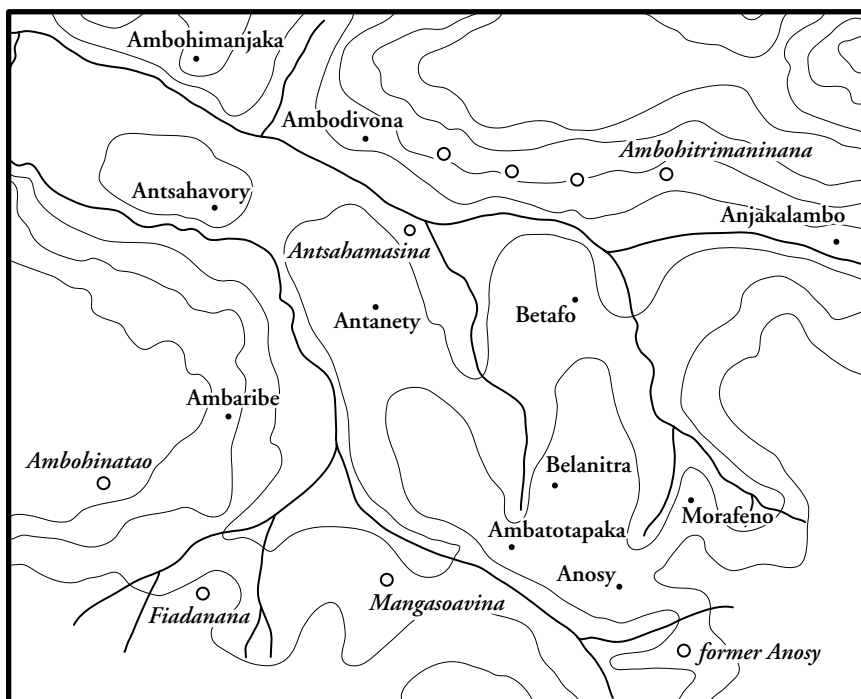 Ambohimanjaka
Ambodivona
Ambohitrimaninana
Antsahavory
Anjakalambo
Antsahamasina
Antanety
Betafo
Ambaribe
Ambohinatao
Belanitra
Morafeno
Ambatotapaka
Anosy
Fiadanana
Mangasoavina
former Anosy